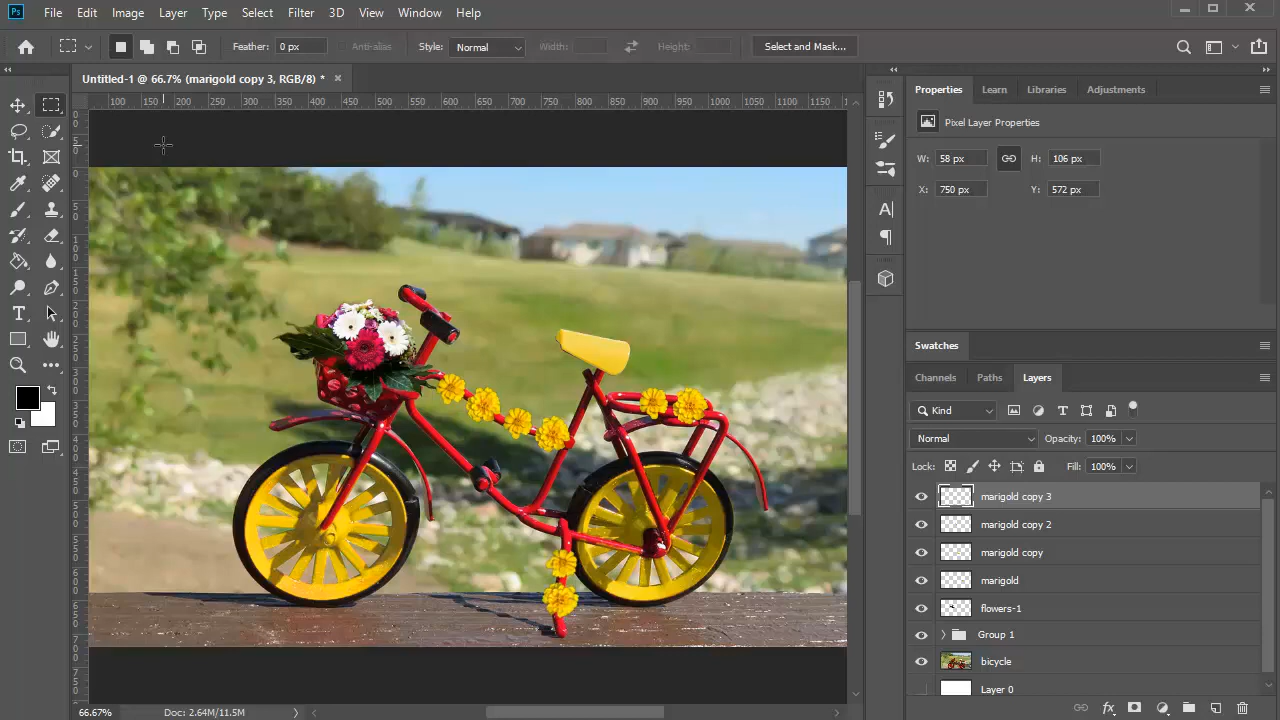 Ps File Edit Image Layer Type Select Filter 3D View Window Help
Feather: 0 px Anti-alias Style: Normal Width: Height: Select and Mask...
Untitled-1 @ 66.7% (marigold copy 3, RGB/8) * ×
100 150 200 250 300 350 400 450 500 550 600 650 700 750 800 850 900 950 1000 1050 1100 1150
Properties Learn Libraries Adjustments
Pixel Layer Properties
W: 58 px H: 106 px
X: 750 px Y: 572 px
Swatches
Channels Paths Layers
Kind
Normal Opacity: 100%
Lock: Fill: 100%
marigold copy 3
marigold copy 2
marigold copy
marigold
flowers-1
Group 1
bicycle
Layer 0
66.67% Doc: 2.64M/11.5M